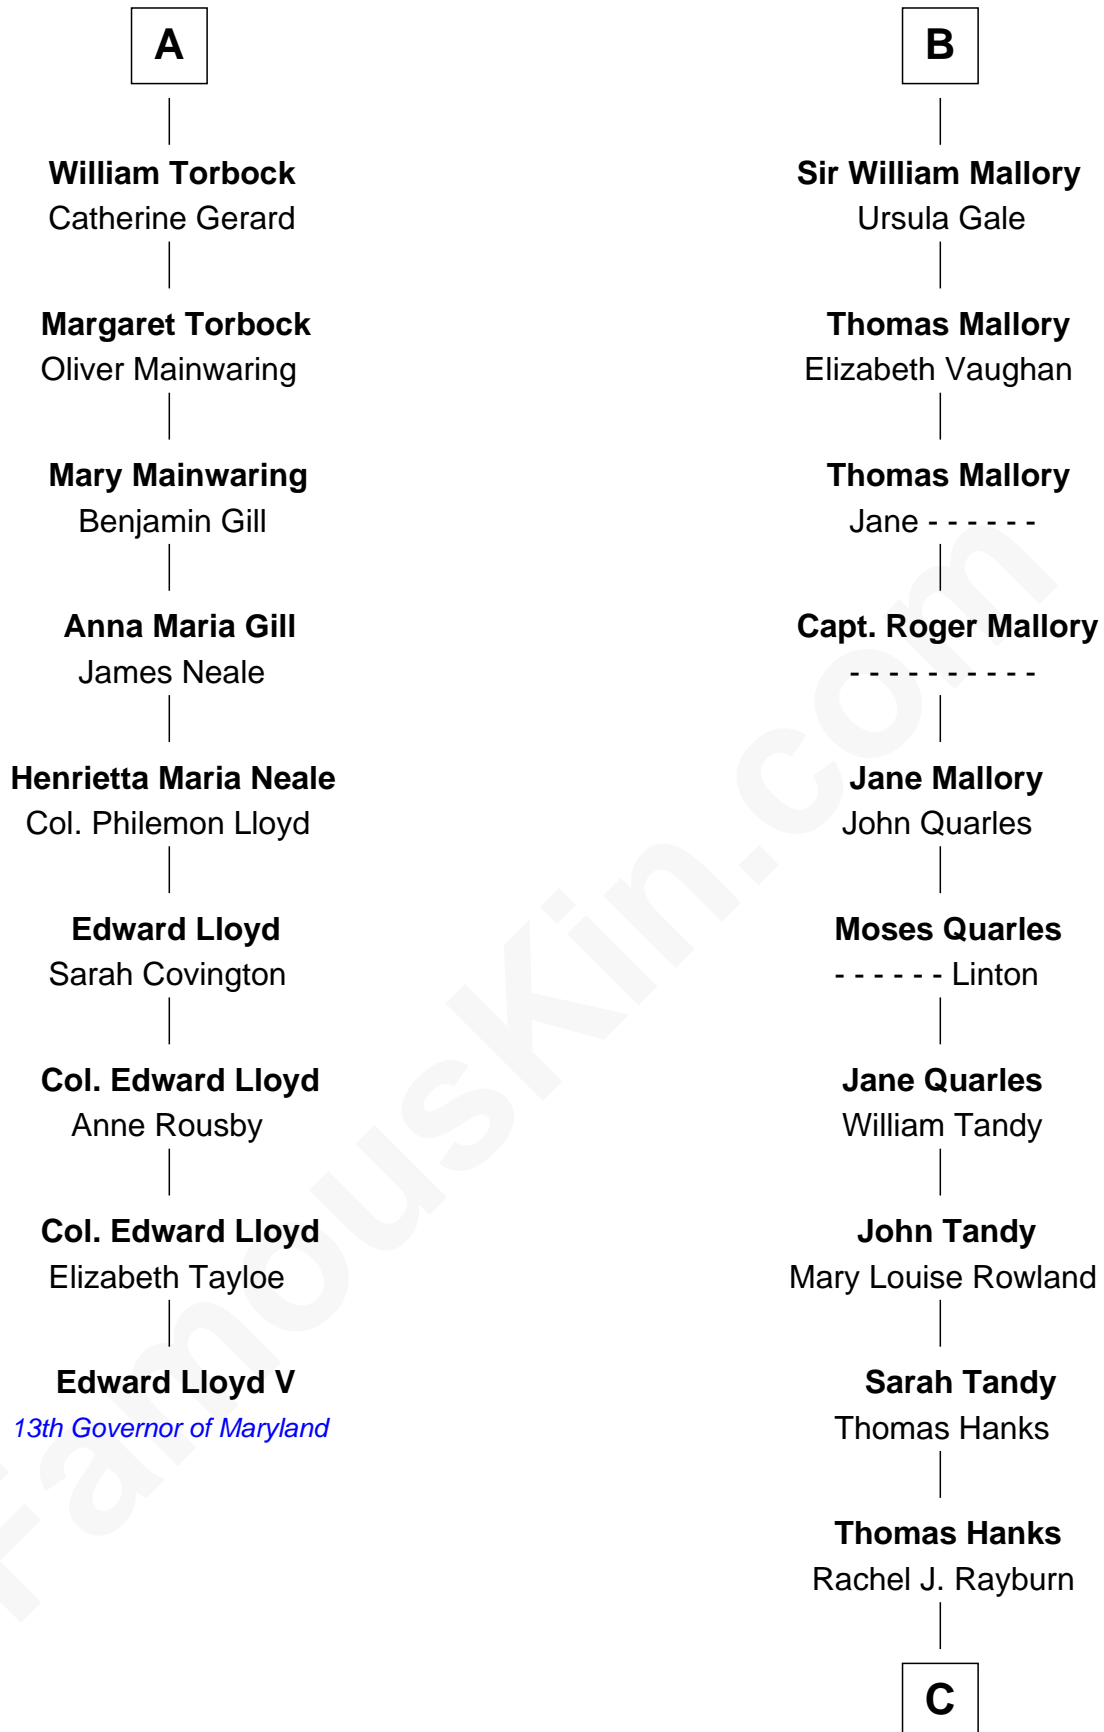 A
William Torbock
Catherine Gerard
Margaret Torbock
Oliver Mainwaring
Mary Mainwaring
Benjamin Gill
Anna Maria Gill
James Neale
Henrietta Maria Neale
Col. Philemon Lloyd
Edward Lloyd
Sarah Covington
Col. Edward Lloyd
Anne Rousby
Col. Edward Lloyd
Elizabeth Tayloe
Edward Lloyd V
13th Governor of Maryland
B
Sir William Mallory
Ursula Gale
Thomas Mallory
Elizabeth Vaughan
Thomas Mallory
Jane - - - - - -
Capt. Roger Mallory
- - - - - - - - - -
Jane Mallory
John Quarles
Moses Quarles
- - - - - - Linton
Jane Quarles
William Tandy
John Tandy
Mary Louise Rowland
Sarah Tandy
Thomas Hanks
Thomas Hanks
Rachel J. Rayburn
C
FamousKin.com